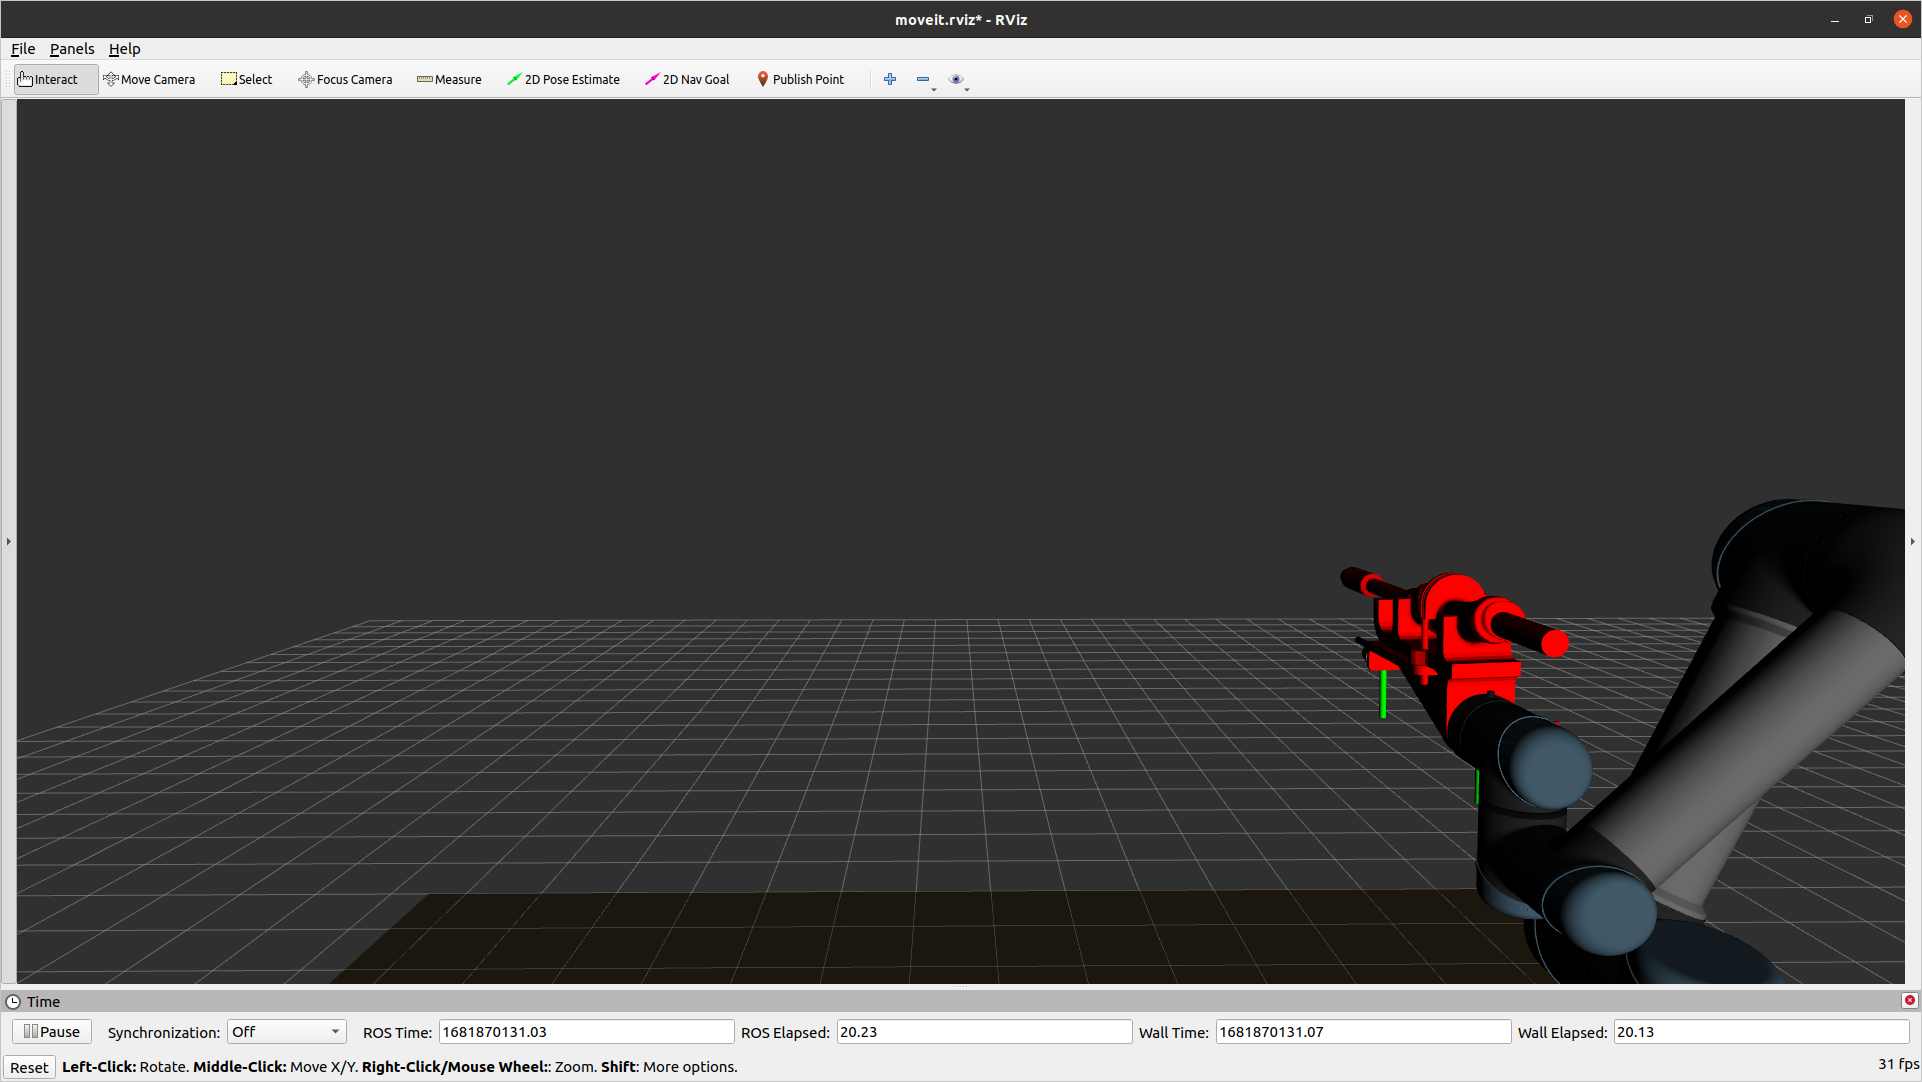 moveit.rviz* - RViz
File Panels Help
Interact Move Camera Select Focus Camera Measure 2D Pose Estimate 2D Nav Goal Publish Point
Time
Pause Synchronization: Off ROS Time: 1681870131.03 ROS Elapsed: 20.23 Wall Time: 1681870131.07 Wall Elapsed: 20.13
Reset Left-Click: Rotate. Middle-Click: Move X/Y. Right-Click/Mouse Wheel:: Zoom. Shift: More options. 31 fps